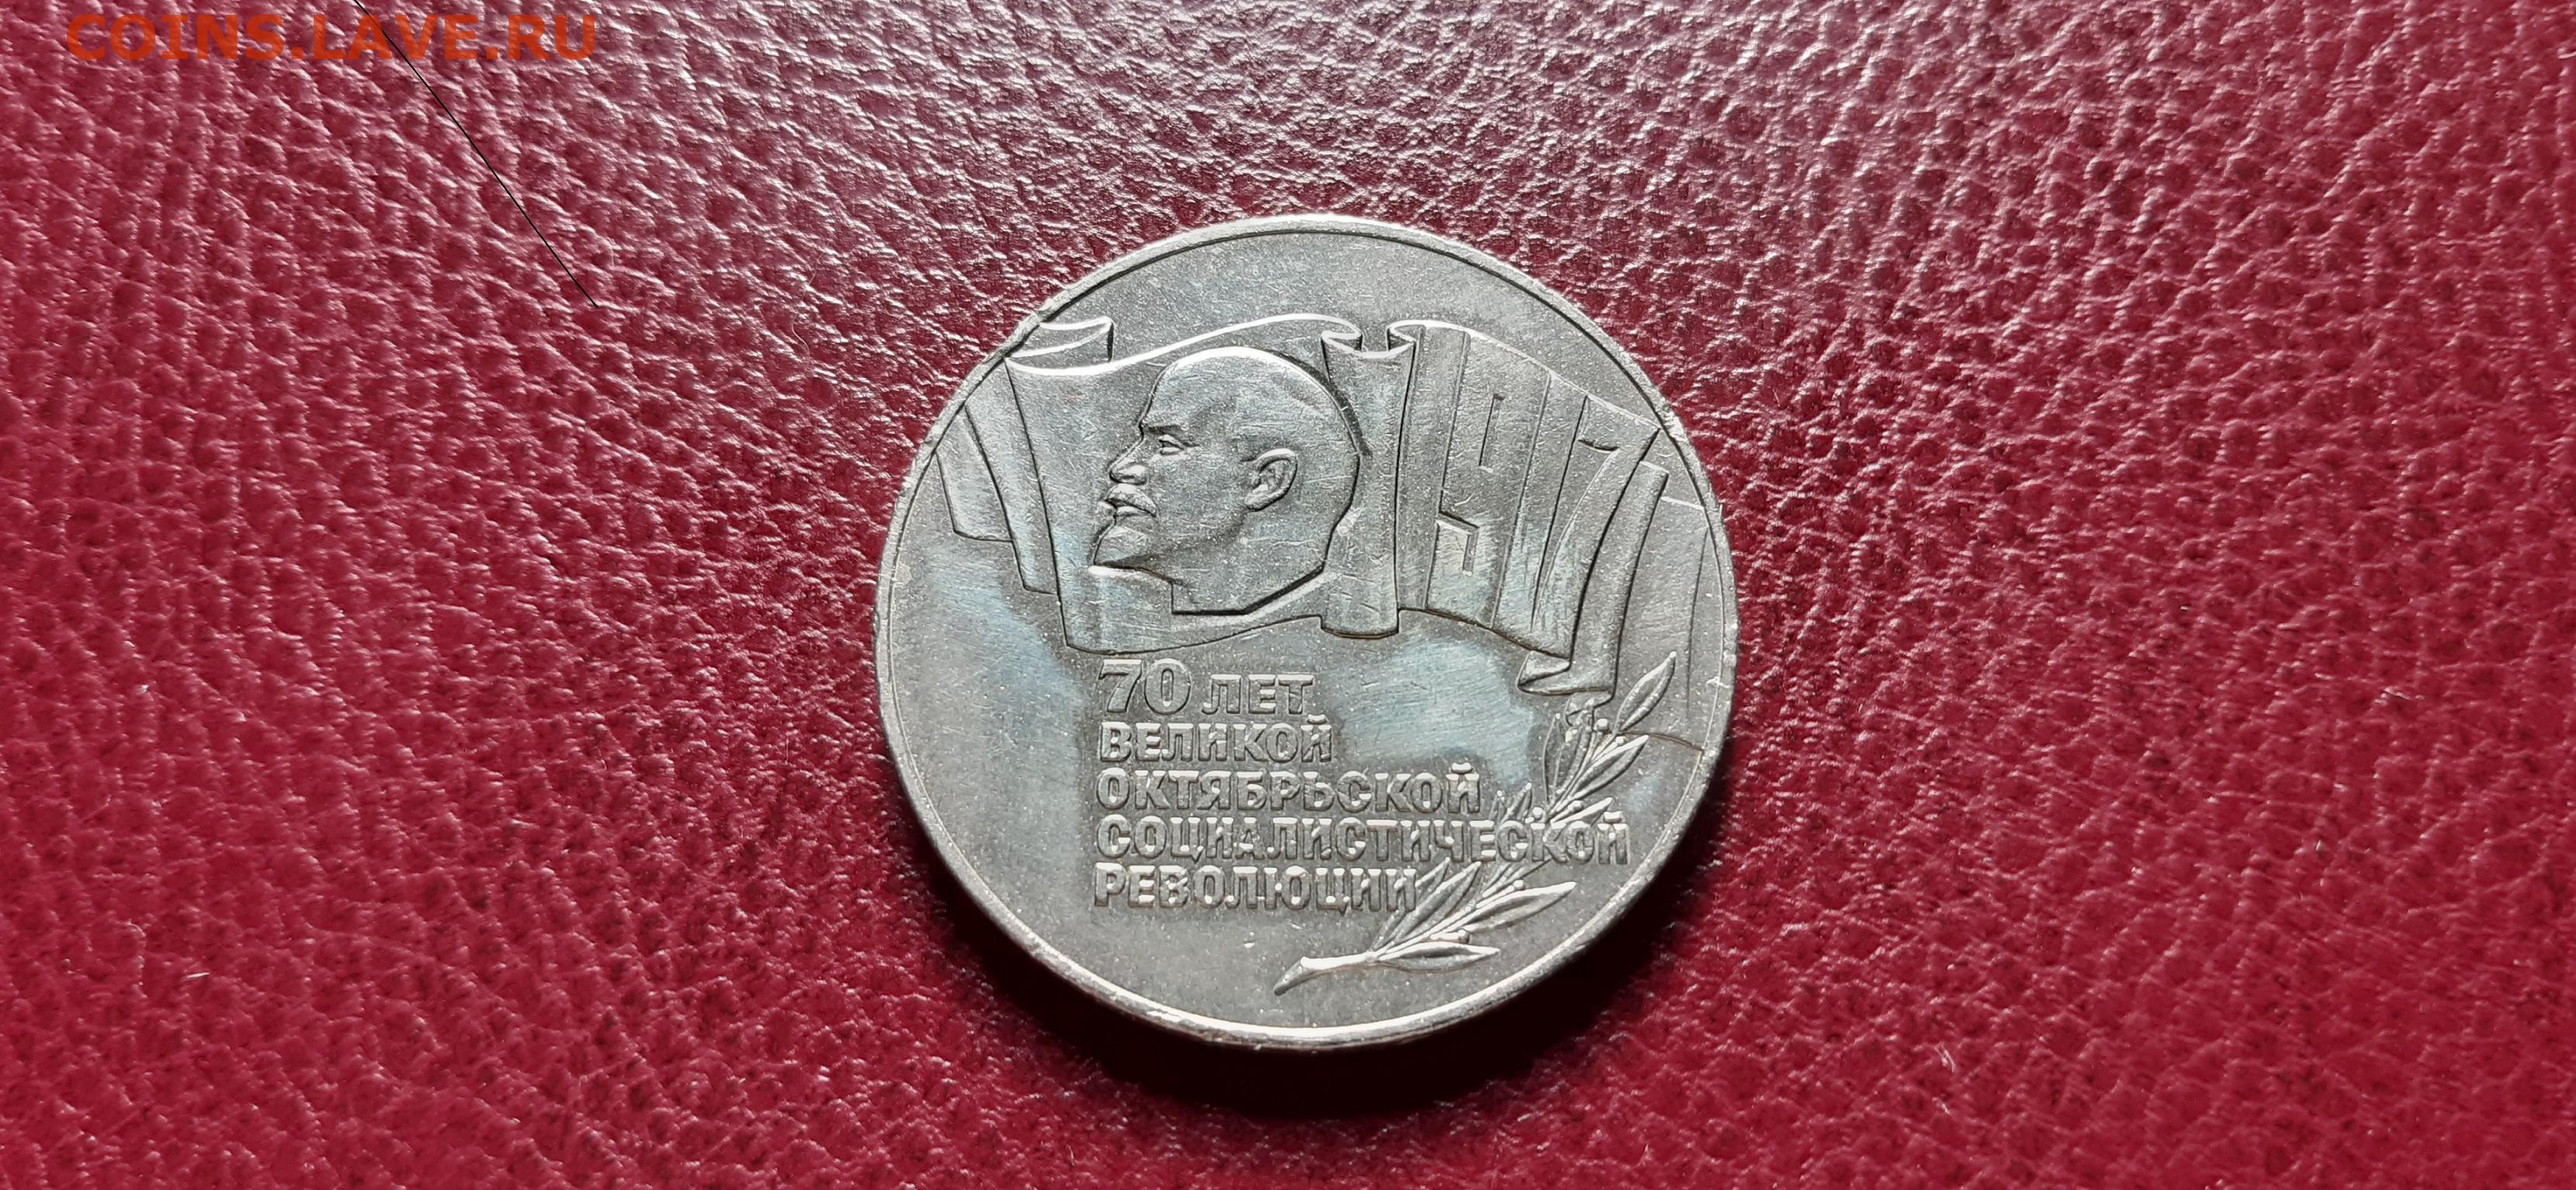 COINS.LAVE.RU
1917
70 ЛЕТ
ВЕЛИКОЙ
ОКТЯБРЬСКОЙ
СОЦИАЛИСТИЧЕСКОЙ
РЕВОЛЮЦИИ